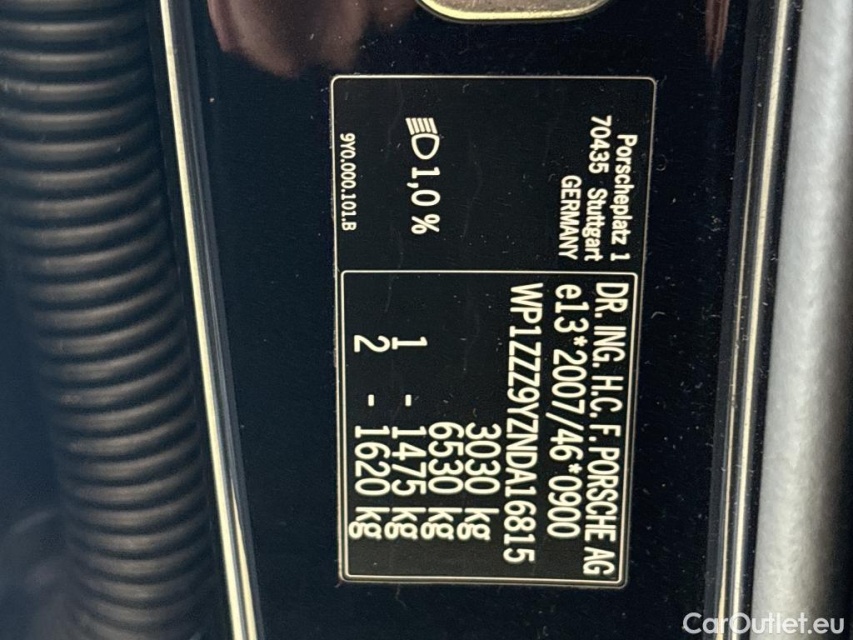 Porscheplatz 1
70435 Stuttgart
GERMANY
1,0 %
9Y0.000.101.B
DR. ING. H.C. F. PORSCHE AG
e13*2007/46*0900
WP1ZZZ9YZNDA16815
3030 kg
6530 kg
1 - 1475 kg
2 - 1620 kg
CarOutlet.eu